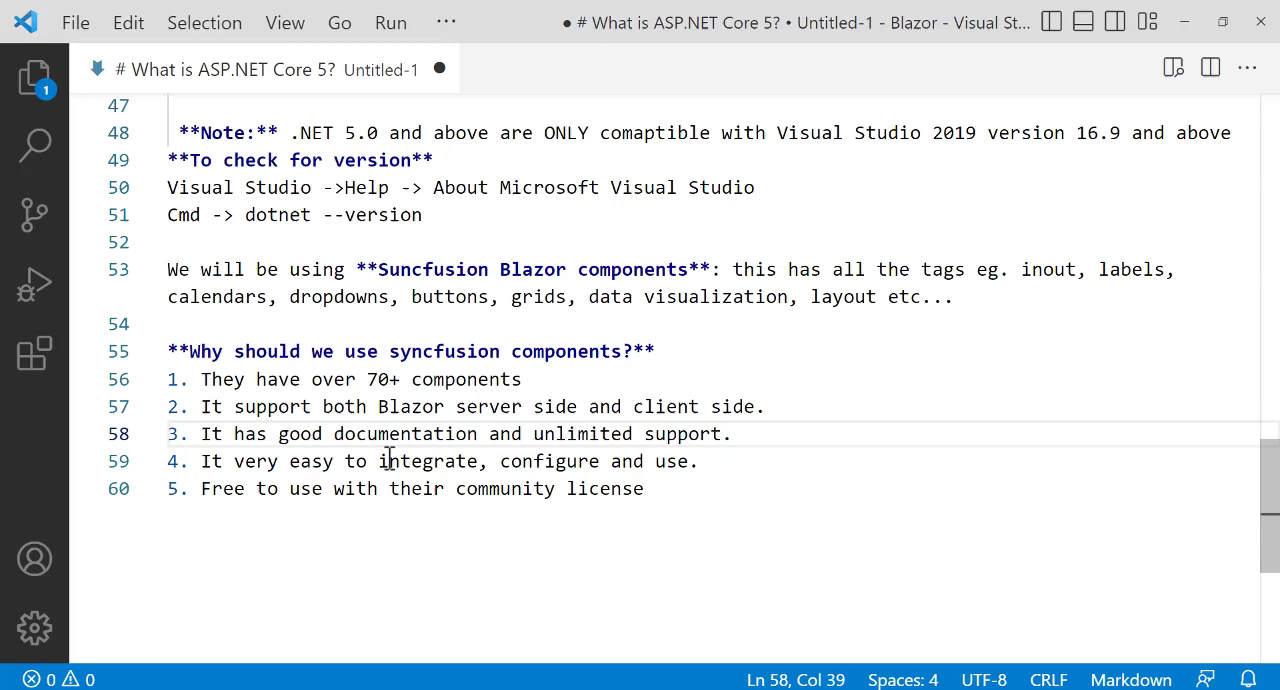 File Edit Selection View Go Run ··· ● # What is ASP.NET Core 5? • Untitled-1 - Blazor - Visual St...
# What is ASP.NET Core 5? Untitled-1 ●
1
47
48 **Note:** .NET 5.0 and above are ONLY comaptible with Visual Studio 2019 version 16.9 and above
49 **To check for version**
50 Visual Studio ->Help -> About Microsoft Visual Studio
51 Cmd -> dotnet --version
52
53 We will be using **Suncfusion Blazor components**: this has all the tags eg. inout, labels,
calendars, dropdowns, buttons, grids, data visualization, layout etc...
54
55 **Why should we use syncfusion components?**
56 1. They have over 70+ components
57 2. It support both Blazor server side and client side.
58 3. It has good documentation and unlimited support.
59 4. It very easy to integrate, configure and use.
60 5. Free to use with their community license
0 0 Ln 58, Col 39 Spaces: 4 UTF-8 CRLF Markdown